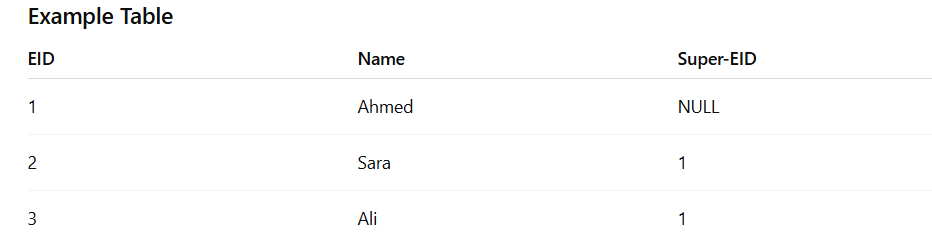 Example Table
EID Name Super-EID
1 Ahmed NULL
2 Sara 1
3 Ali 1